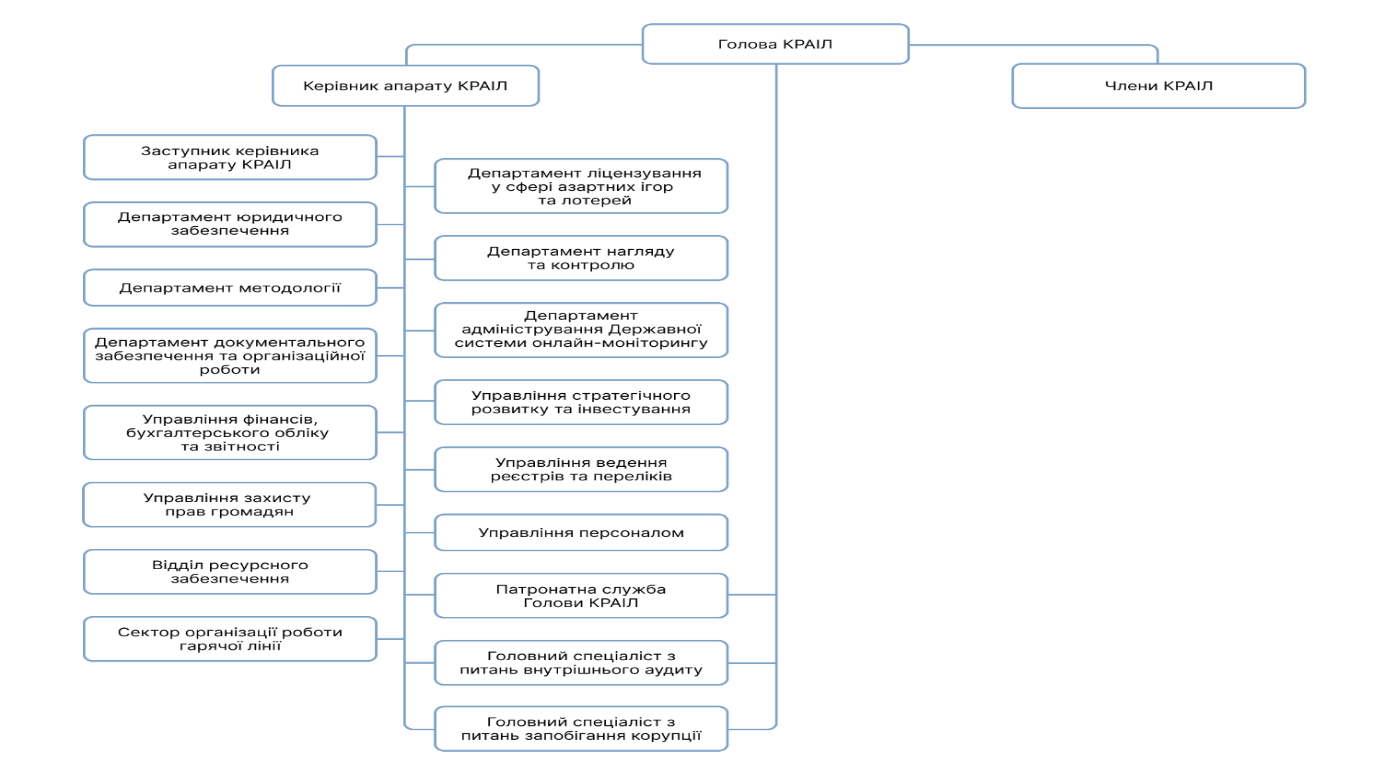 Голова КРАІЛ
Керівник апарату КРАІЛ
Члени КРАІЛ
Заступник керівника
апарату КРАІЛ
Департамент юридичного
забезпечення
Департамент методології
Департамент документального
забезпечення та організаційної
роботи
Управління фінансів,
бухгалтерського обліку
та звітності
Управління захисту
прав громадян
Відділ ресурсного
забезпечення
Сектор організації роботи
гарячої лінії
Департамент ліцензування
у сфері азартних ігор
та лотерей
Департамент нагляду
та контролю
Департамент
адміністрування Державної
системи онлайн-моніторингу
Управління стратегічного
розвитку та інвестування
Управління ведення
реєстрів та переліків
Управління персоналом
Патронатна служба
Голови КРАІЛ
Головний спеціаліст з
питань внутрішнього аудиту
Головний спеціаліст з
питань запобігання корупції